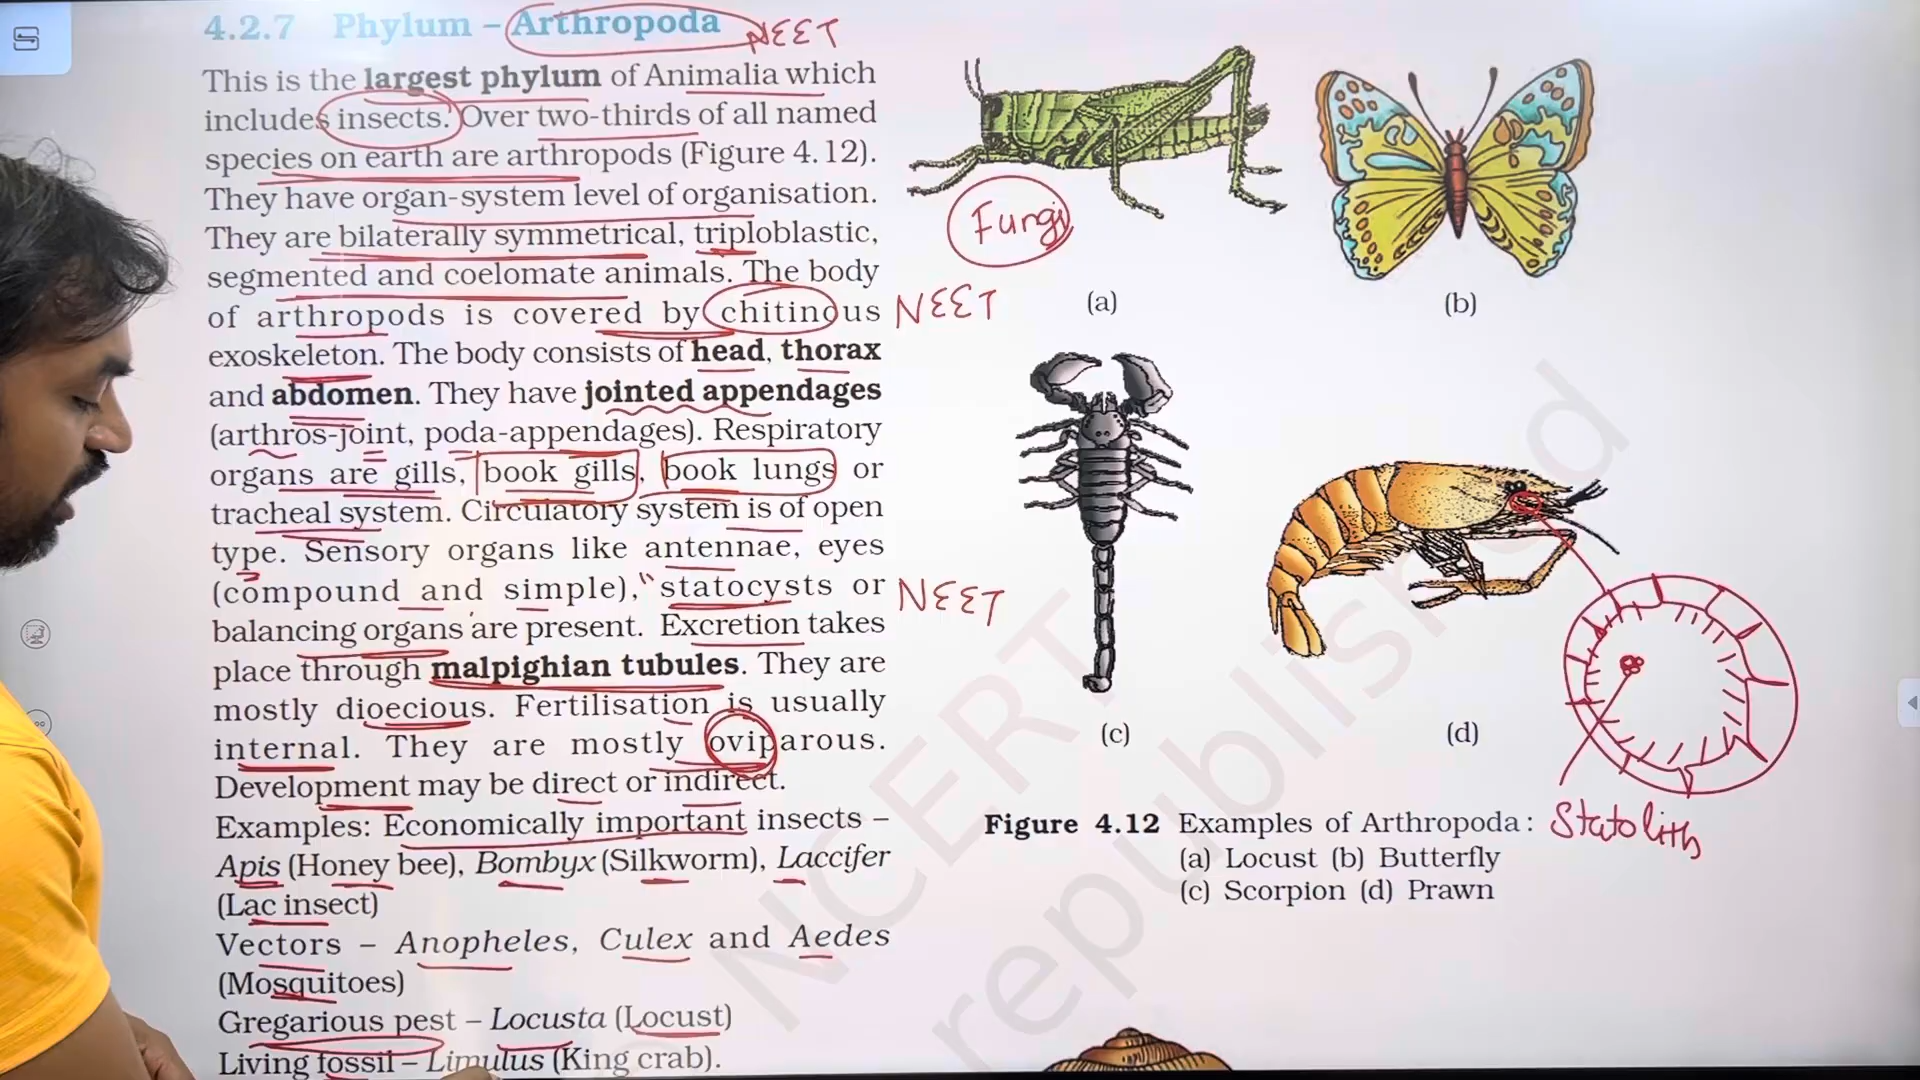 4.2.7 Phylum – Arthropoda NEET
This is the largest phylum of Animalia which
includes insects. Over two-thirds of all named
species on earth are arthropods (Figure 4.12).
They have organ-system level of organisation.
They are bilaterally symmetrical, triploblastic,
segmented and coelomate animals. The body
of arthropods is covered by chitinous NEET
exoskeleton. The body consists of head, thorax
and abdomen. They have jointed appendages
(arthros-joint, poda-appendages). Respiratory
organs are gills, book gills, book lungs or
tracheal system. Circulatory system is of open
type. Sensory organs like antennae, eyes
(compound and simple), statocysts or NEET
balancing organs are present. Excretion takes
place through malpighian tubules. They are
mostly dioecious. Fertilisation is usually
internal. They are mostly oviparous.
Development may be direct or indirect.
Examples: Economically important insects –
Apis (Honey bee), Bombyx (Silkworm), Laccifer
(Lac insect)
Vectors – Anopheles, Culex and Aedes
(Mosquitoes)
Gregarious pest – Locusta (Locust)
Living fossil – Limulus (King crab).
Fungi
(a)
(b)
(c)
(d)
Statolith
Figure 4.12 Examples of Arthropoda:
(a) Locust (b) Butterfly
(c) Scorpion (d) Prawn
NCERT
republished